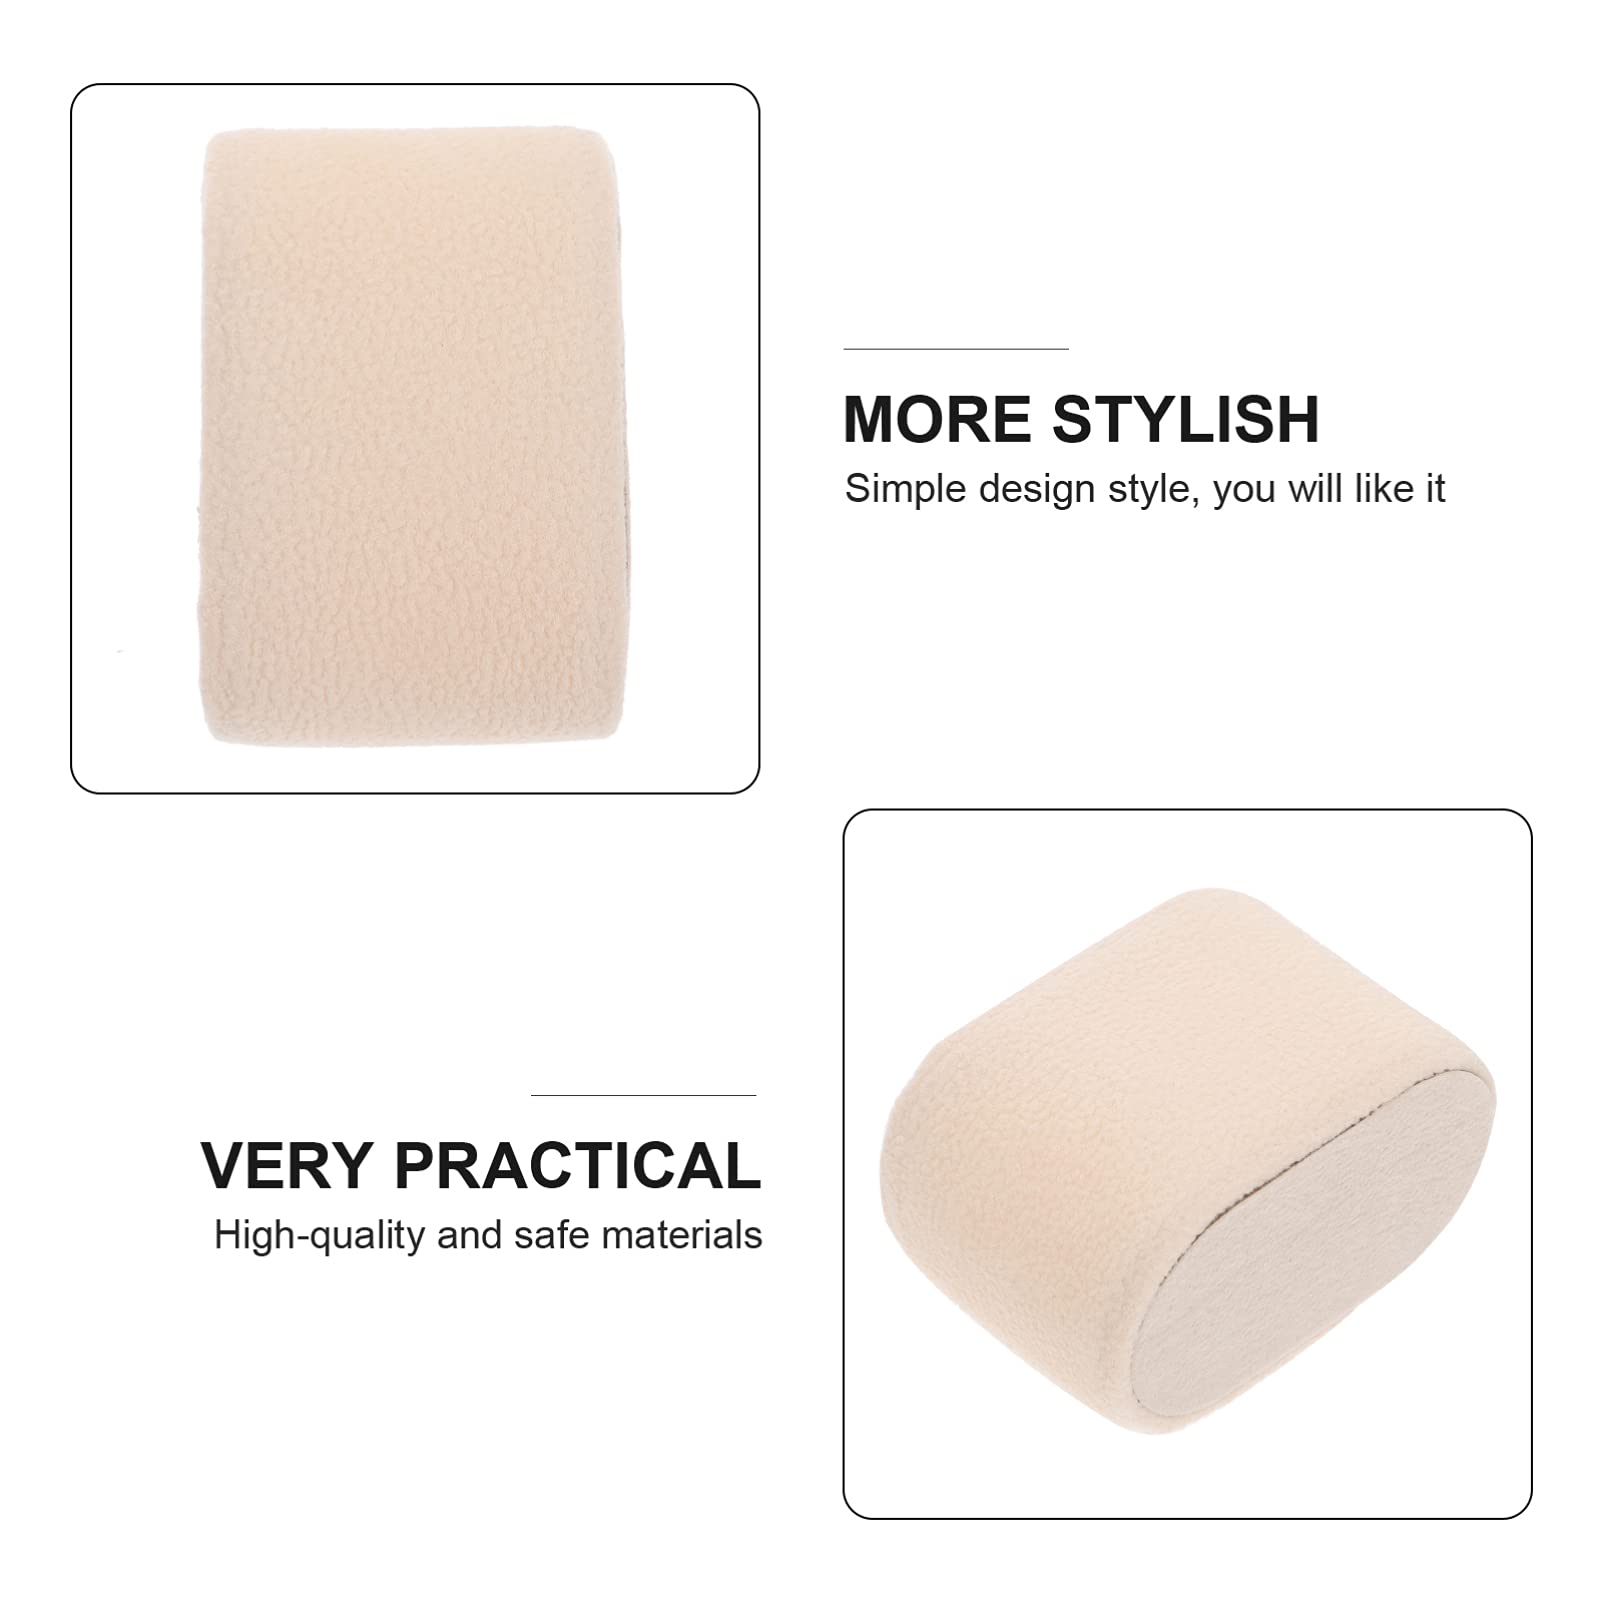 MORE STYLISH
Simple design style, you will like it
VERY PRACTICAL
High-quality and safe materials